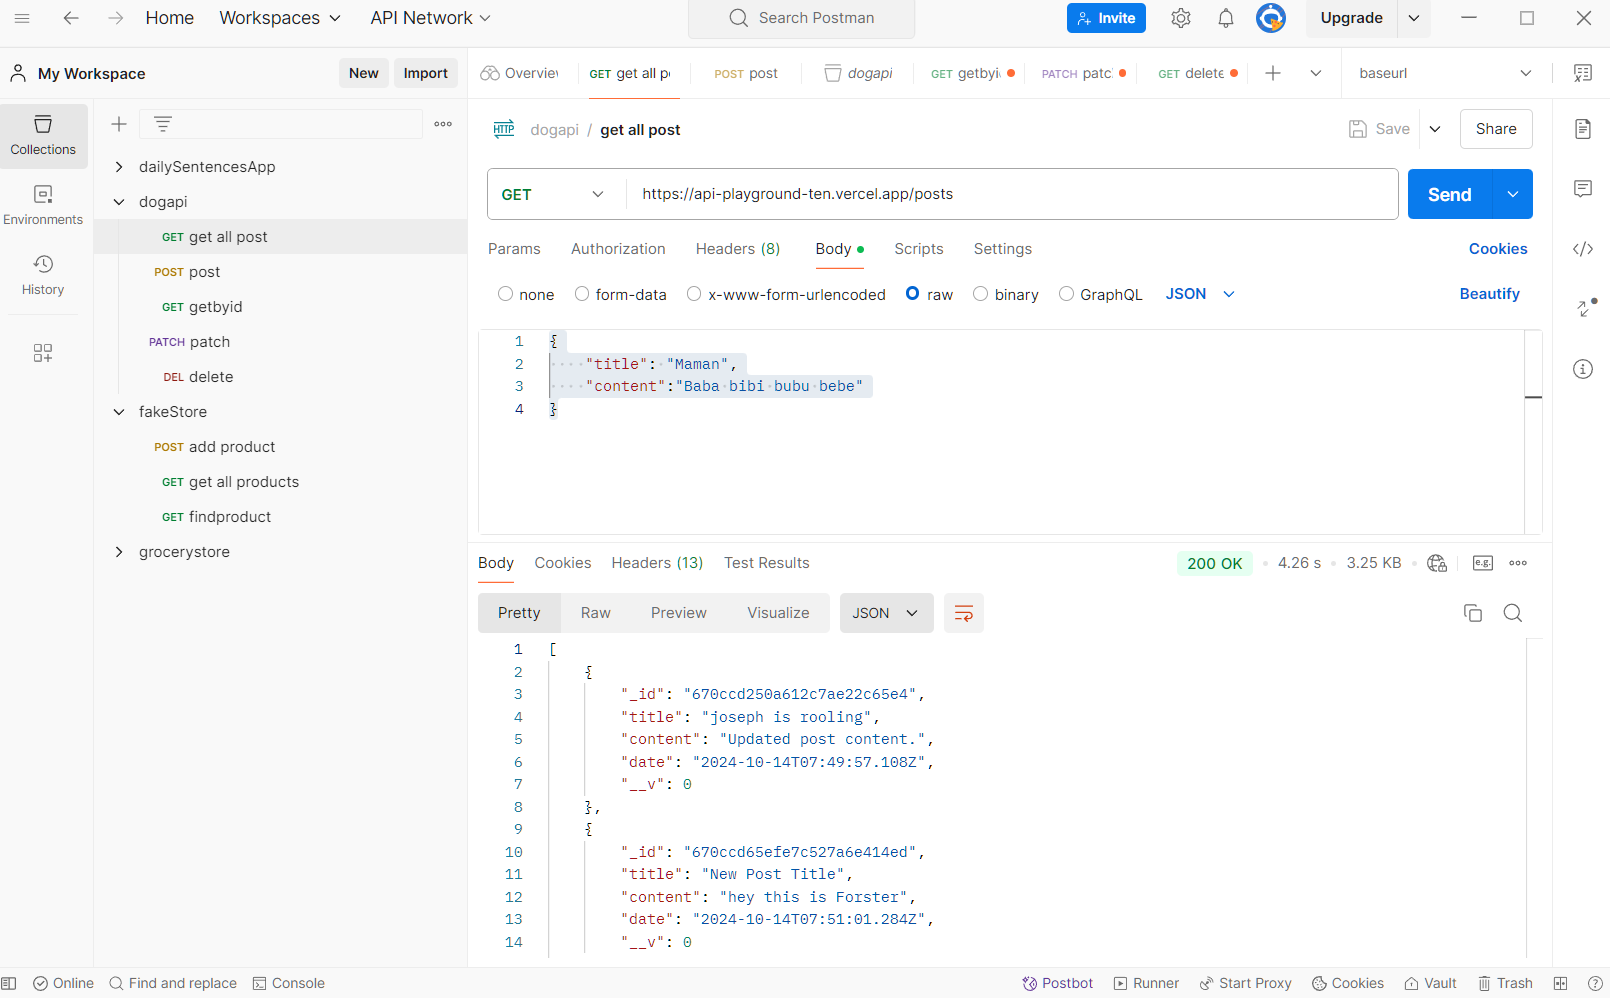 Home Workspaces API Network Search Postman Invite Upgrade
My Workspace New Import Overvi GET get all p POST post dogapi GET getbyi PATCH patc GET delete baseurl
Collections
Environments
History
dailySentencesApp
dogapi
GET get all post
POST post
GET getbyid
PATCH patch
DEL delete
fakeStore
POST add product
GET get all products
GET findproduct
grocerystore
HTTP dogapi / get all post Save Share
GET https://api-playground-ten.vercel.app/posts Send
Params Authorization Headers (8) Body Scripts Settings Cookies
none form-data x-www-form-urlencoded raw binary GraphQL JSON Beautify
1 {
2 ····"title":·"Maman",
3 ····"content":"Baba·bibi·bubu·bebe"
4 }
Body Cookies Headers (13) Test Results 200 OK 4.26 s 3.25 KB e.g.
Pretty Raw Preview Visualize JSON
1 [
2 {
3 "_id": "670ccd250a612c7ae22c65e4",
4 "title": "joseph is rooling",
5 "content": "Updated post content.",
6 "date": "2024-10-14T07:49:57.108Z",
7 "__v": 0
8 },
9 {
10 "_id": "670ccd65efe7c527a6e414ed",
11 "title": "New Post Title",
12 "content": "hey this is Forster",
13 "date": "2024-10-14T07:51:01.284Z",
14 "__v": 0
Online Find and replace Console Postbot Runner Start Proxy Cookies Vault Trash